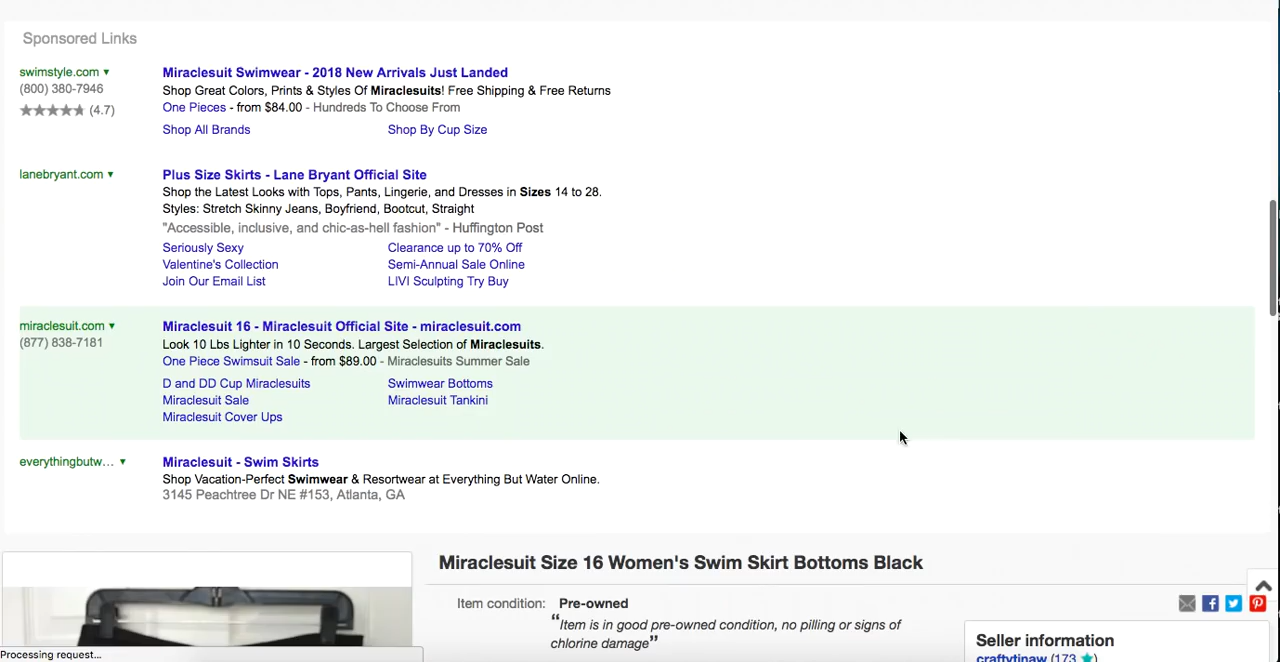 Sponsored Links
swimstyle.com ▼
(800) 380-7946
★★★★★ (4.7)
Miraclesuit Swimwear - 2018 New Arrivals Just Landed
Shop Great Colors, Prints & Styles Of Miraclesuits! Free Shipping & Free Returns
One Pieces - from $84.00 - Hundreds To Choose From
Shop All Brands Shop By Cup Size
lanebryant.com ▼
Plus Size Skirts - Lane Bryant Official Site
Shop the Latest Looks with Tops, Pants, Lingerie, and Dresses in Sizes 14 to 28.
Styles: Stretch Skinny Jeans, Boyfriend, Bootcut, Straight
"Accessible, inclusive, and chic-as-hell fashion" - Huffington Post
Seriously Sexy Clearance up to 70% Off
Valentine's Collection Semi-Annual Sale Online
Join Our Email List LIVI Sculpting Try Buy
miraclesuit.com ▼
(877) 838-7181
Miraclesuit 16 - Miraclesuit Official Site - miraclesuit.com
Look 10 Lbs Lighter in 10 Seconds. Largest Selection of Miraclesuits.
One Piece Swimsuit Sale - from $89.00 - Miraclesuits Summer Sale
D and DD Cup Miraclesuits Swimwear Bottoms
Miraclesuit Sale Miraclesuit Tankini
Miraclesuit Cover Ups
everythingbutw... ▼
Miraclesuit - Swim Skirts
Shop Vacation-Perfect Swimwear & Resortwear at Everything But Water Online.
3145 Peachtree Dr NE #153, Atlanta, GA
Miraclesuit Size 16 Women's Swim Skirt Bottoms Black
Item condition: Pre-owned
“Item is in good pre-owned condition, no pilling or signs of
chlorine damage”
Seller information
craftytinaw (173 ★)
Processing request...